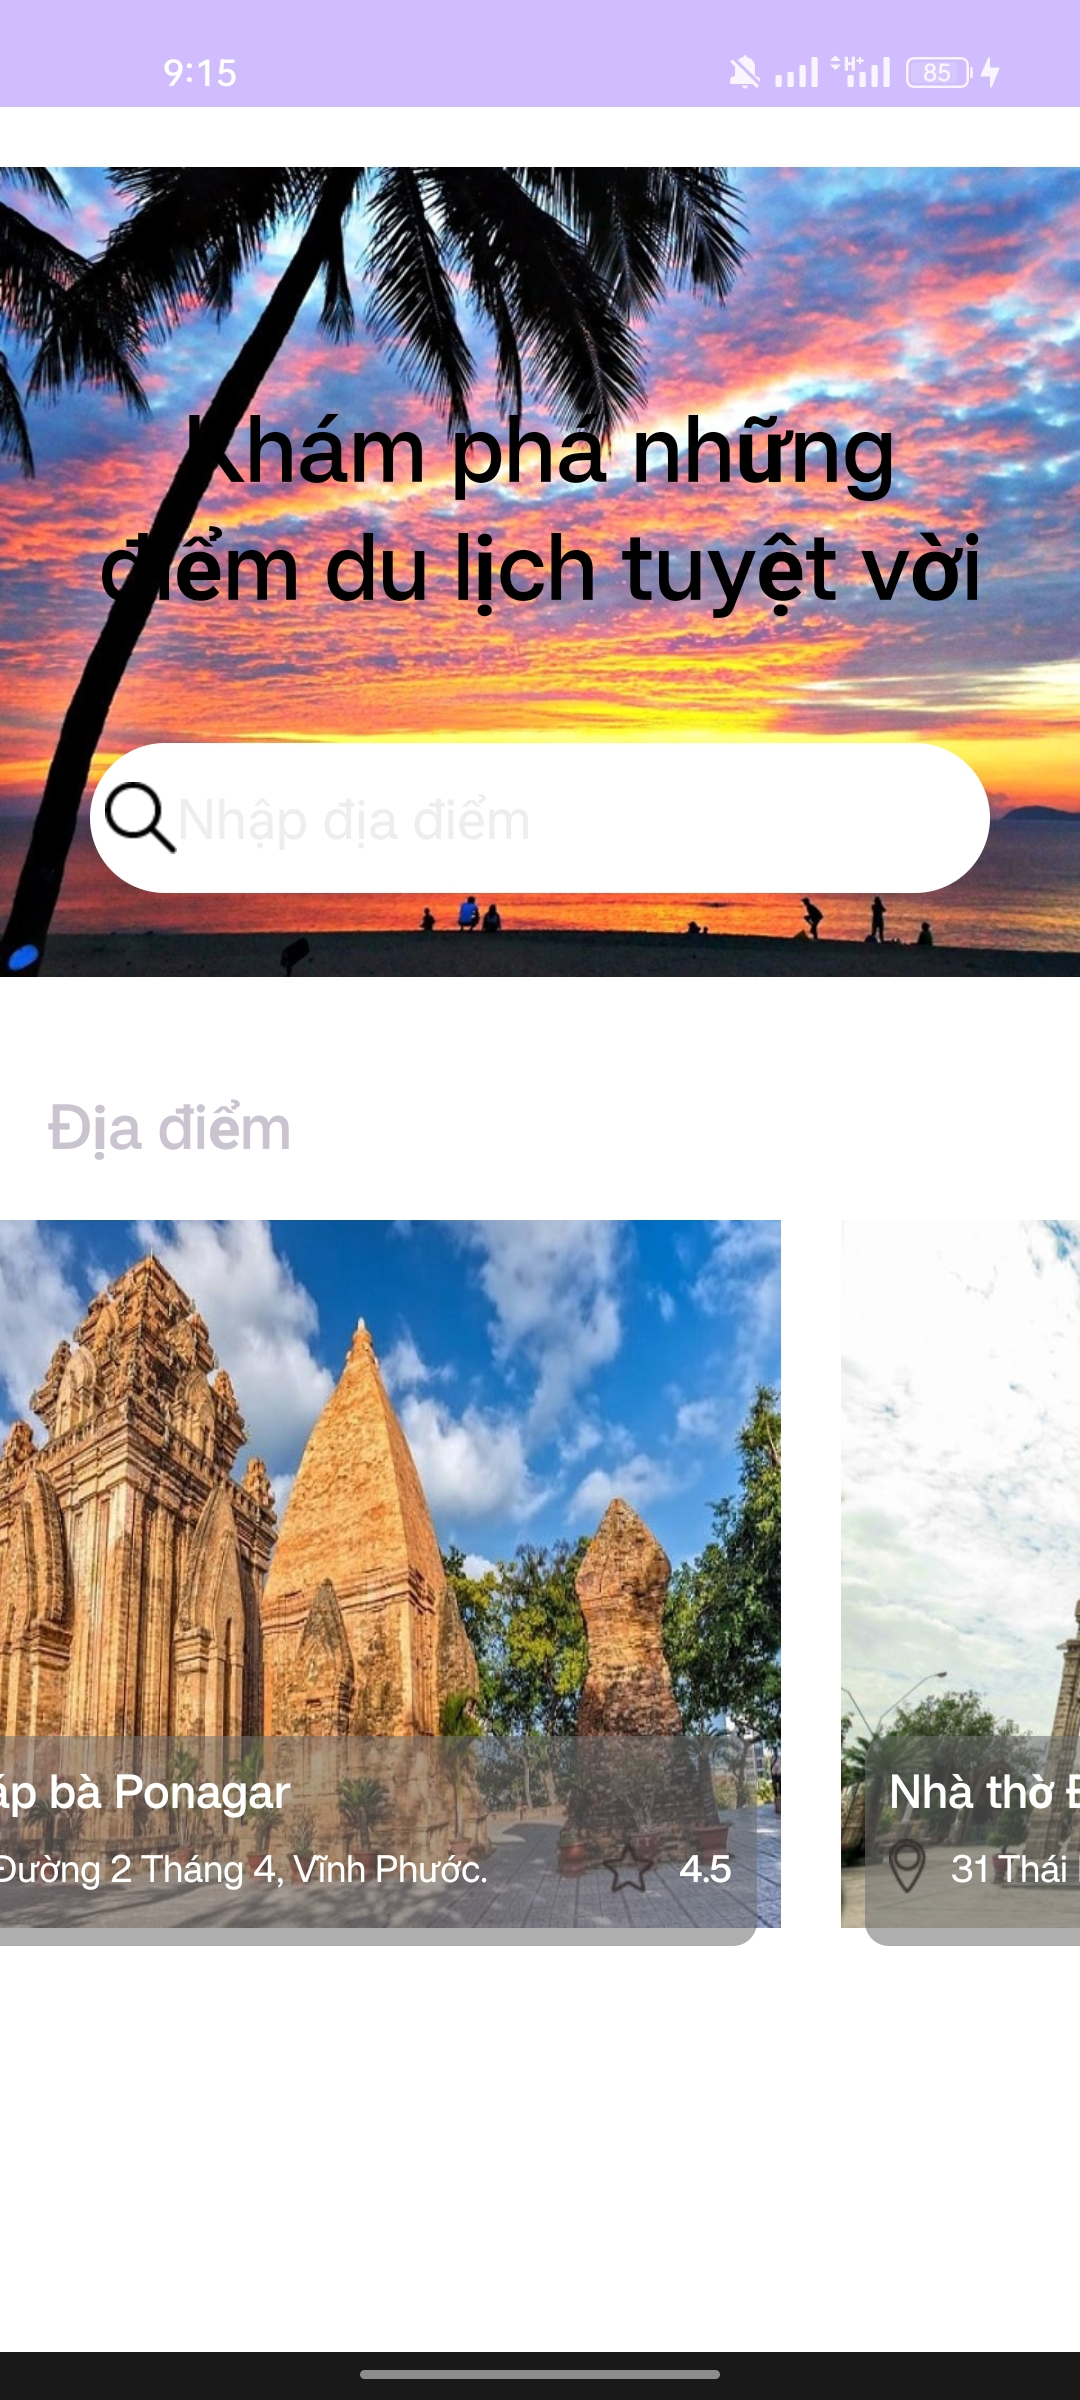 9:15
H+
85
Khám phá những
điểm du lịch tuyệt vời
Nhập địa điểm
Địa điểm
áp bà Ponagar
Đường 2 Tháng 4, Vĩnh Phước.
4.5
Nhà thờ
31 Thái